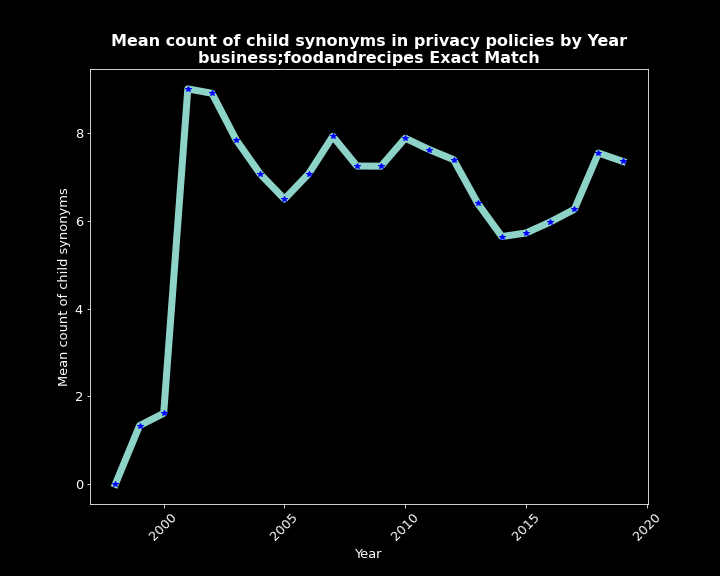 Mean count of child synonyms in privacy policies by Year
business;foodandrecipes Exact Match
Mean count of child synonyms
8
6
4
2
0
2000
2005
2010
2015
2020
Year